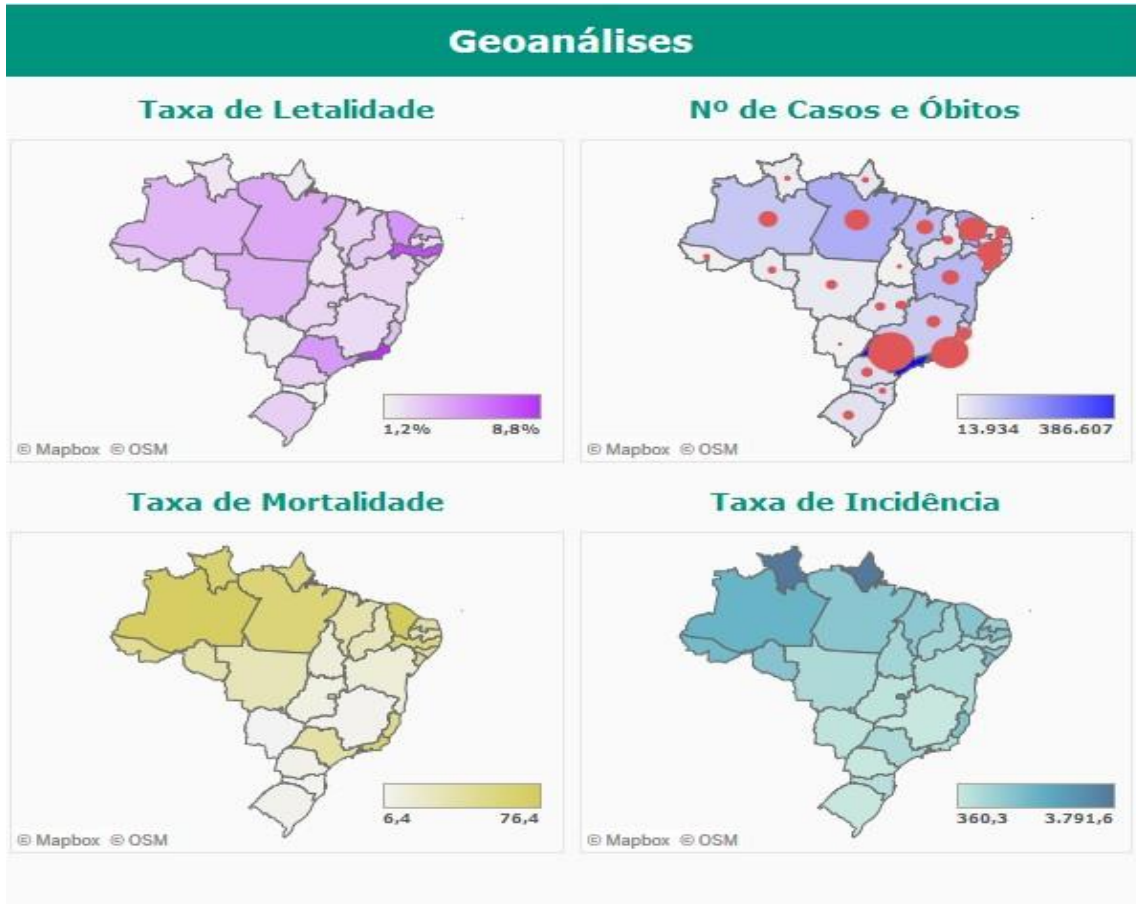 Geoanálises
Taxa de Letalidade
Nº de Casos e Óbitos
1,2% 8,8%
© Mapbox © OSM
13.934 386.607
© Mapbox © OSM
Taxa de Mortalidade
Taxa de Incidência
6,4 76,4
© Mapbox © OSM
360,3 3.791,6
© Mapbox © OSM